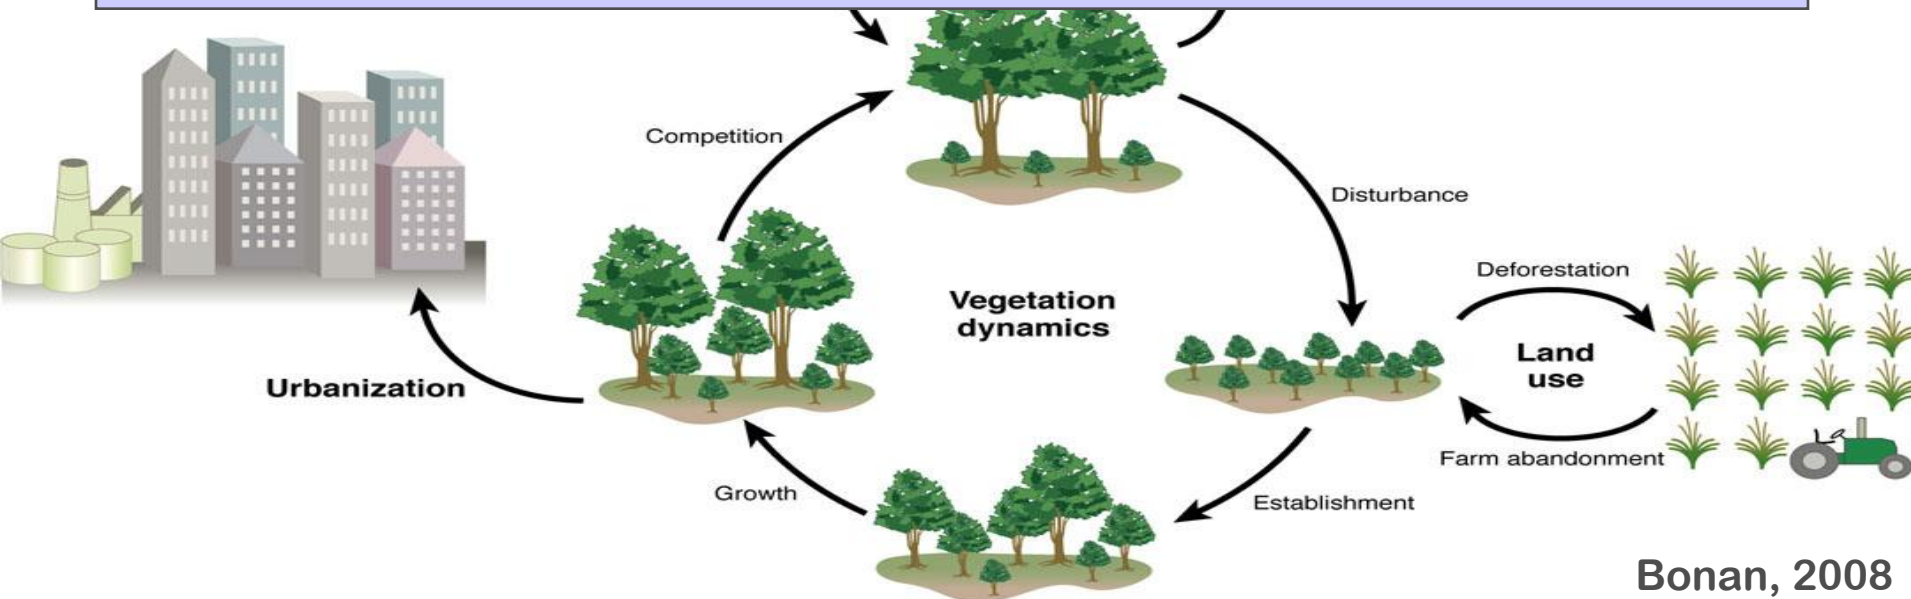 Competition
Disturbance
Deforestation
Vegetation
dynamics
Land
use
Urbanization
Farm abandonment
Growth
Establishment
Bonan, 2008